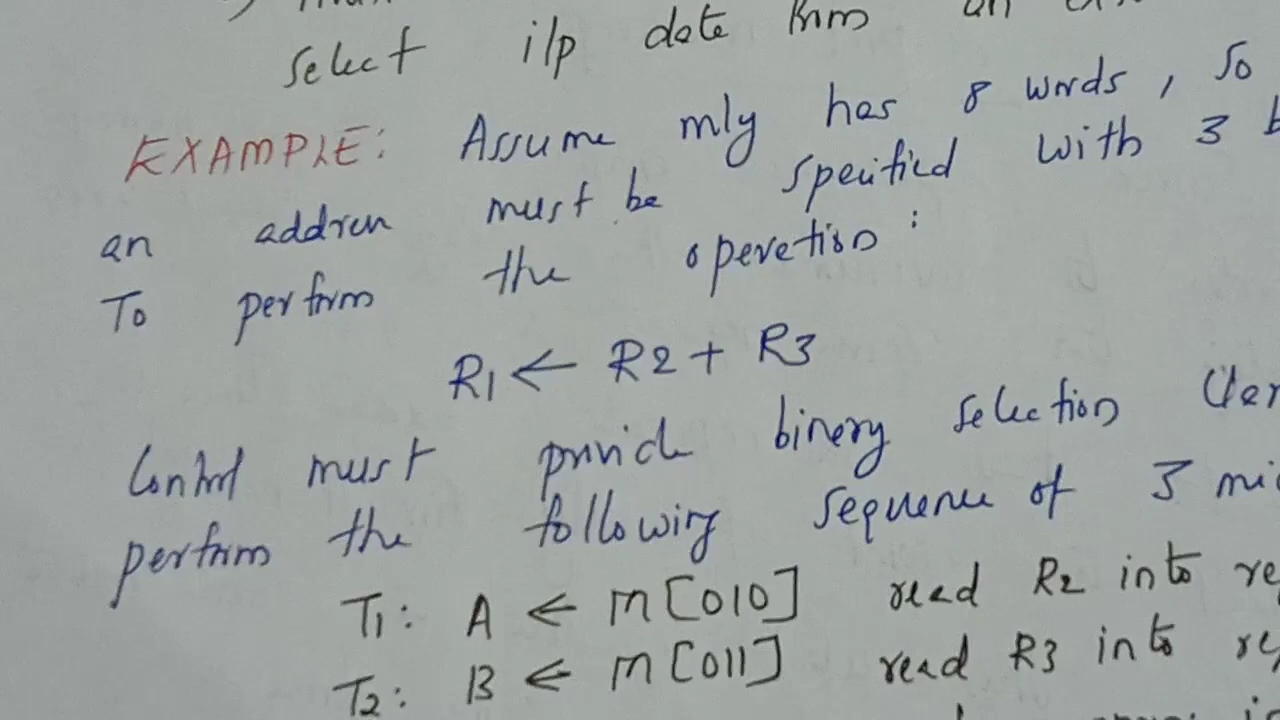 select i/p date from an
EXAMPLE: Assume mly has 8 words, so
an address must be specified with 3
To perform the operation:
R1 ← R2 + R3
Control must provide binary selection
perform the following sequence of 3
T1: A ← M[010] read R2 into
T2: B ← M[011] read R3 into